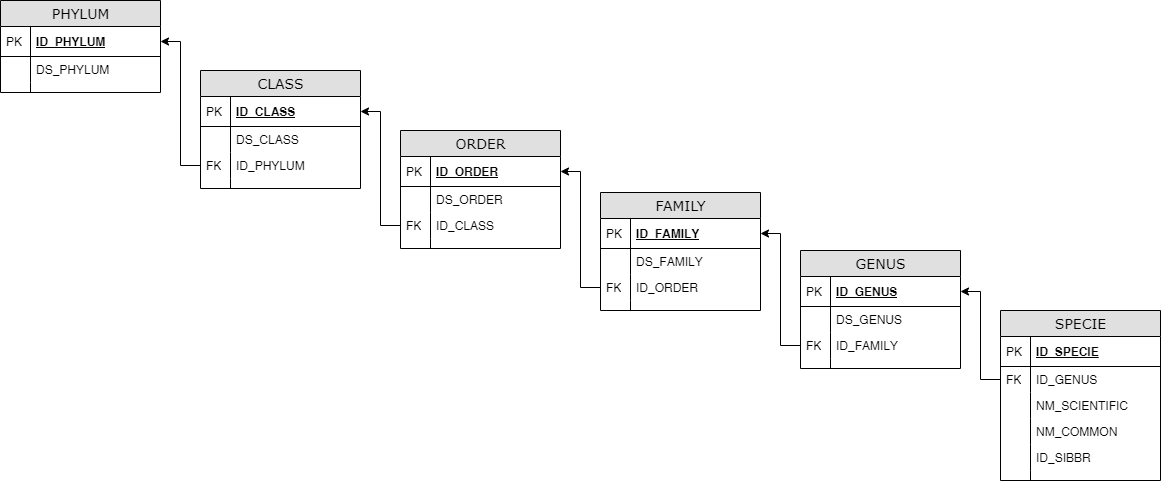 PHYLUM
PK ID_PHYLUM
DS_PHYLUM
CLASS
PK ID_CLASS
DS_CLASS
FK ID_PHYLUM
ORDER
PK ID_ORDER
DS_ORDER
FK ID_CLASS
FAMILY
PK ID_FAMILY
DS_FAMILY
FK ID_ORDER
GENUS
PK ID_GENUS
DS_GENUS
FK ID_FAMILY
SPECIE
PK ID_SPECIE
FK ID_GENUS
NM_SCIENTIFIC
NM_COMMON
ID_SIBBR